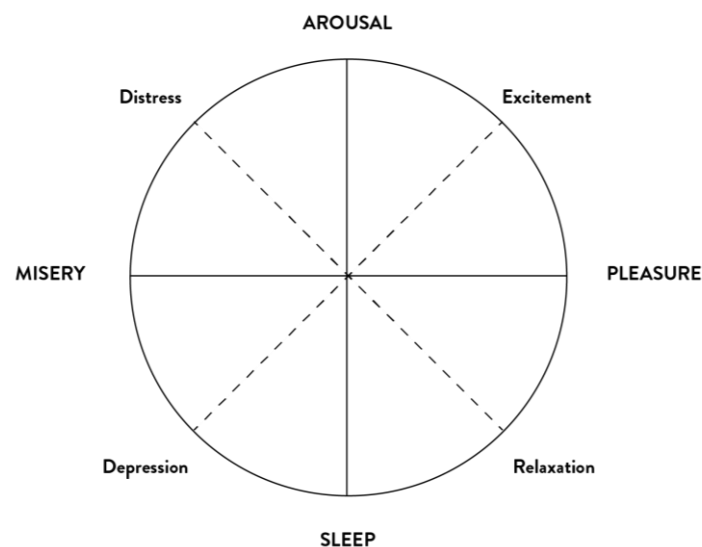 AROUSAL
Distress
Excitement
MISERY
PLEASURE
Depression
Relaxation
SLEEP